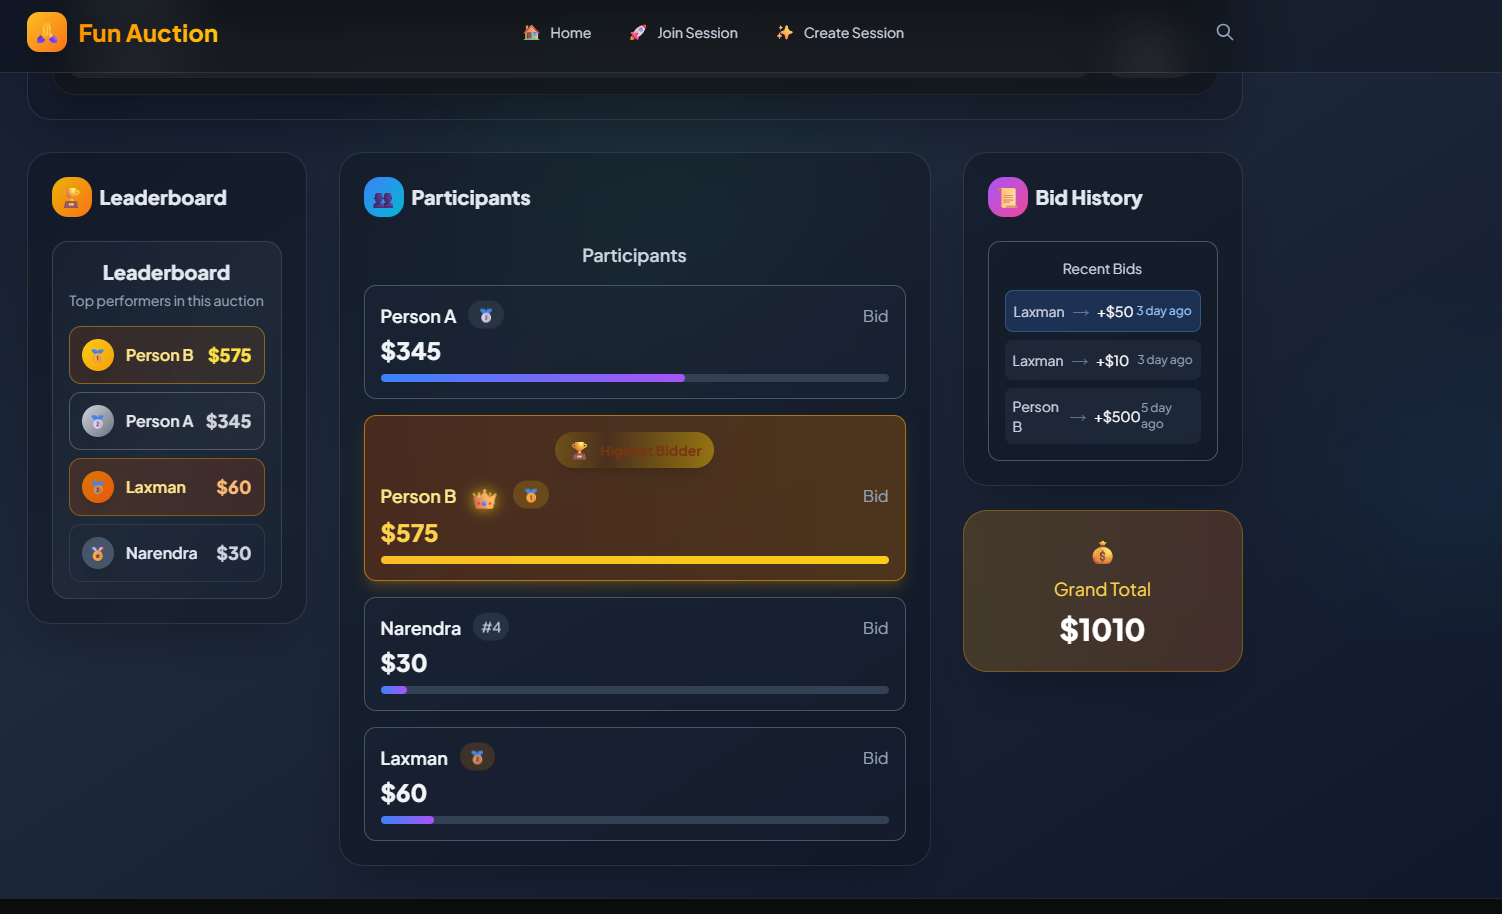 Fun Auction
Home
Join Session
Create Session
Leaderboard
Leaderboard
Top performers in this auction
Person B $575
Person A $345
Laxman $60
Narendra $30
Participants
Participants
Person A Bid
$345
Highest Bidder
Person B Bid
$575
Narendra #4 Bid
$30
Laxman Bid
$60
Bid History
Recent Bids
Laxman → +$50 3 day ago
Laxman → +$10 3 day ago
Person B → +$500 5 day ago
Grand Total
$1010